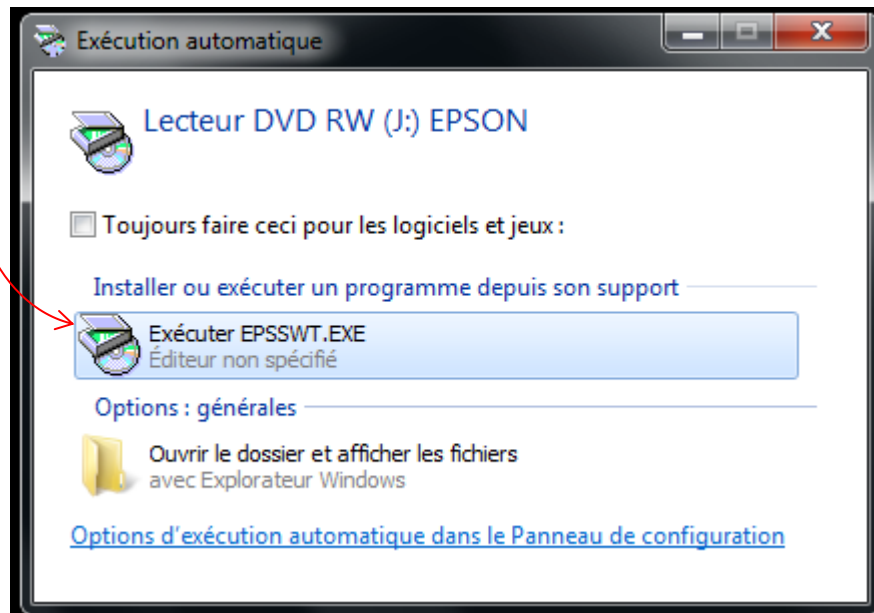 Exécution automatique
Lecteur DVD RW (J:) EPSON
Toujours faire ceci pour les logiciels et jeux :
Installer ou exécuter un programme depuis son support
Exécuter EPSSWT.EXE
Éditeur non spécifié
Options : générales
Ouvrir le dossier et afficher les fichiers
avec Explorateur Windows
Options d'exécution automatique dans le Panneau de configuration